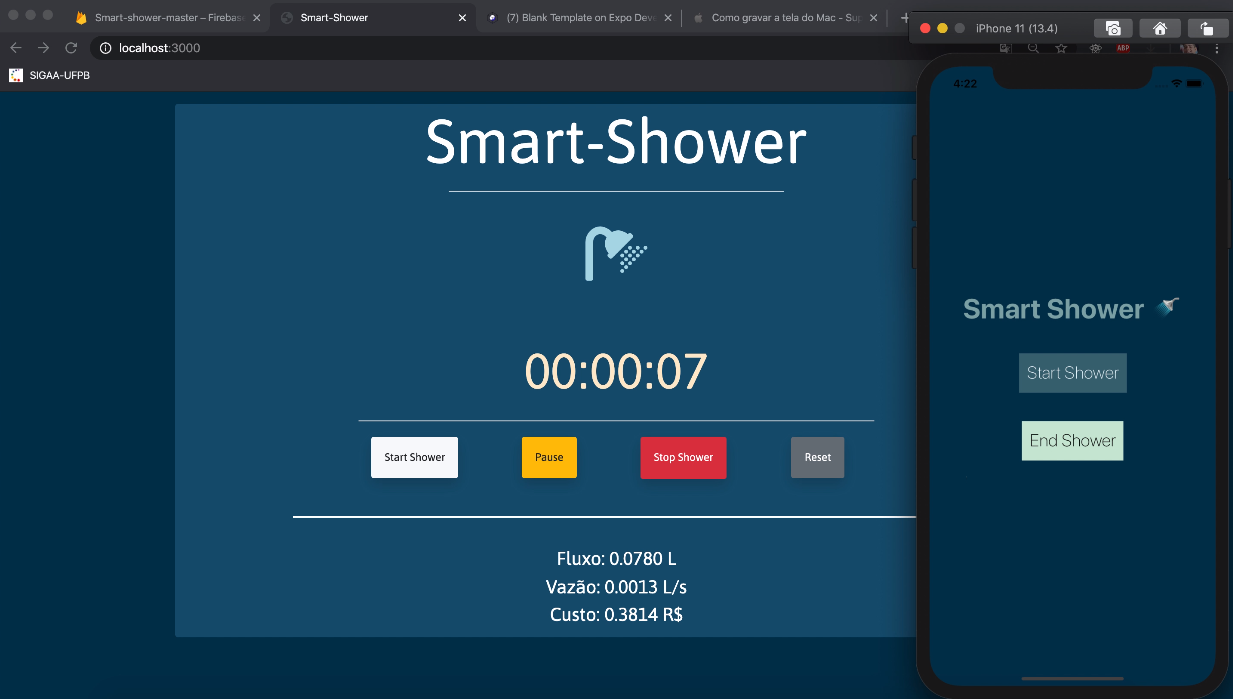 Smart-shower-master – Firebase
Smart-Shower
(7) Blank Template on Expo Deve
Como gravar a tela do Mac - Sup
iPhone 11 (13.4)
localhost:3000
ABP
SIGAA-UFPB
Smart-Shower
00:00:07
Start Shower
Pause
Stop Shower
Reset
Fluxo: 0.0780 L
Vazão: 0.0013 L/s
Custo: 0.3814 R$
4:22
Smart Shower
Start Shower
End Shower